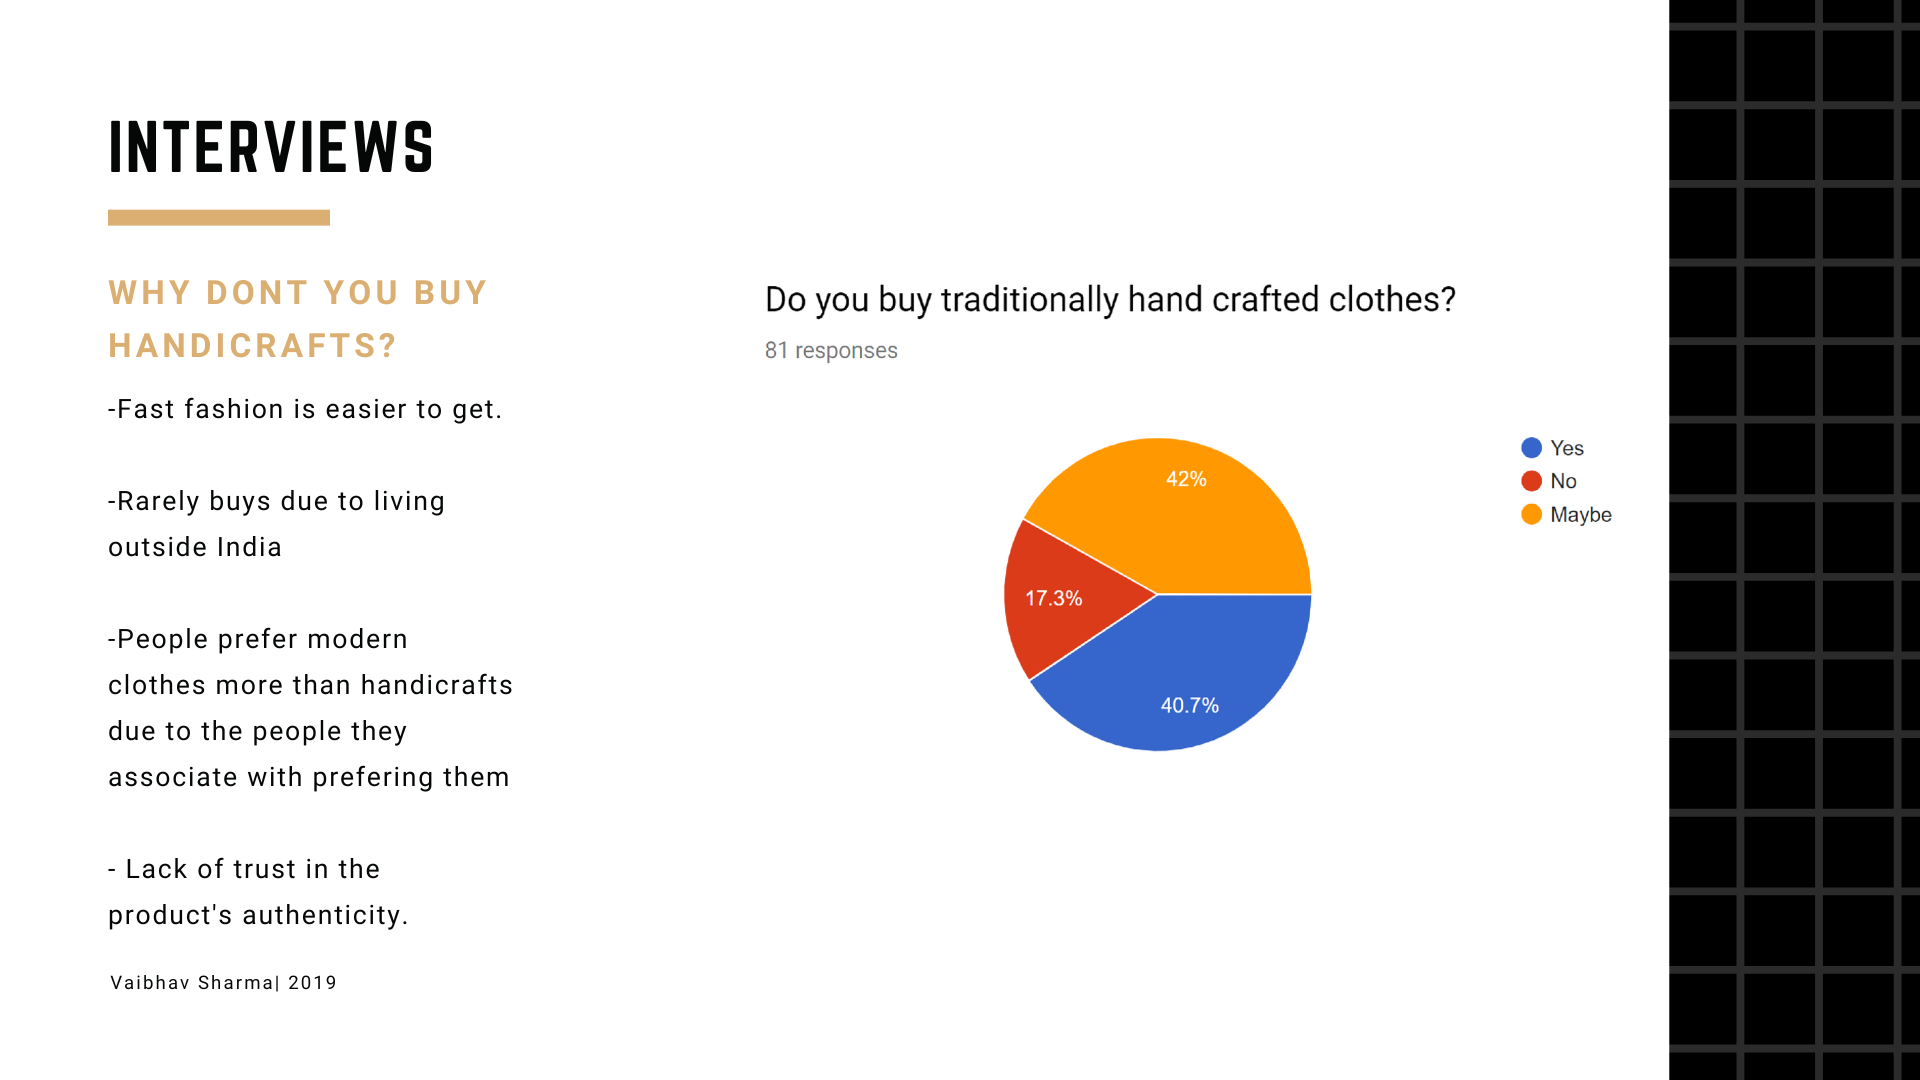 INTERVIEWS
WHY DONT YOU BUY
HANDICRAFTS?
-Fast fashion is easier to get.
-Rarely buys due to living
outside India
-People prefer modern
clothes more than handicrafts
due to the people they
associate with prefering them
- Lack of trust in the
product's authenticity.
Vaibhav Sharma| 2019
Do you buy traditionally hand crafted clothes?
81 responses
42%
17.3%
40.7%
Yes
No
Maybe